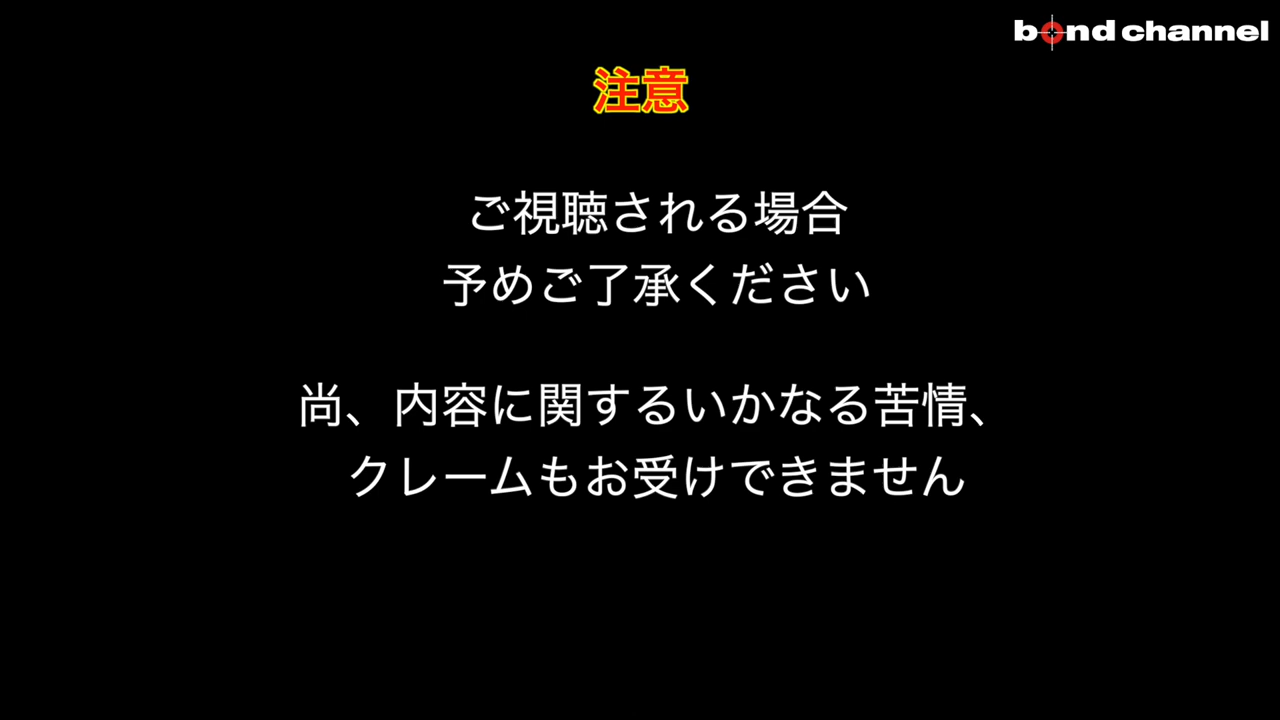 bond channel
注意
ご視聴される場合
予めご了承ください
尚、内容に関するいかなる苦情、
クレームもお受けできません